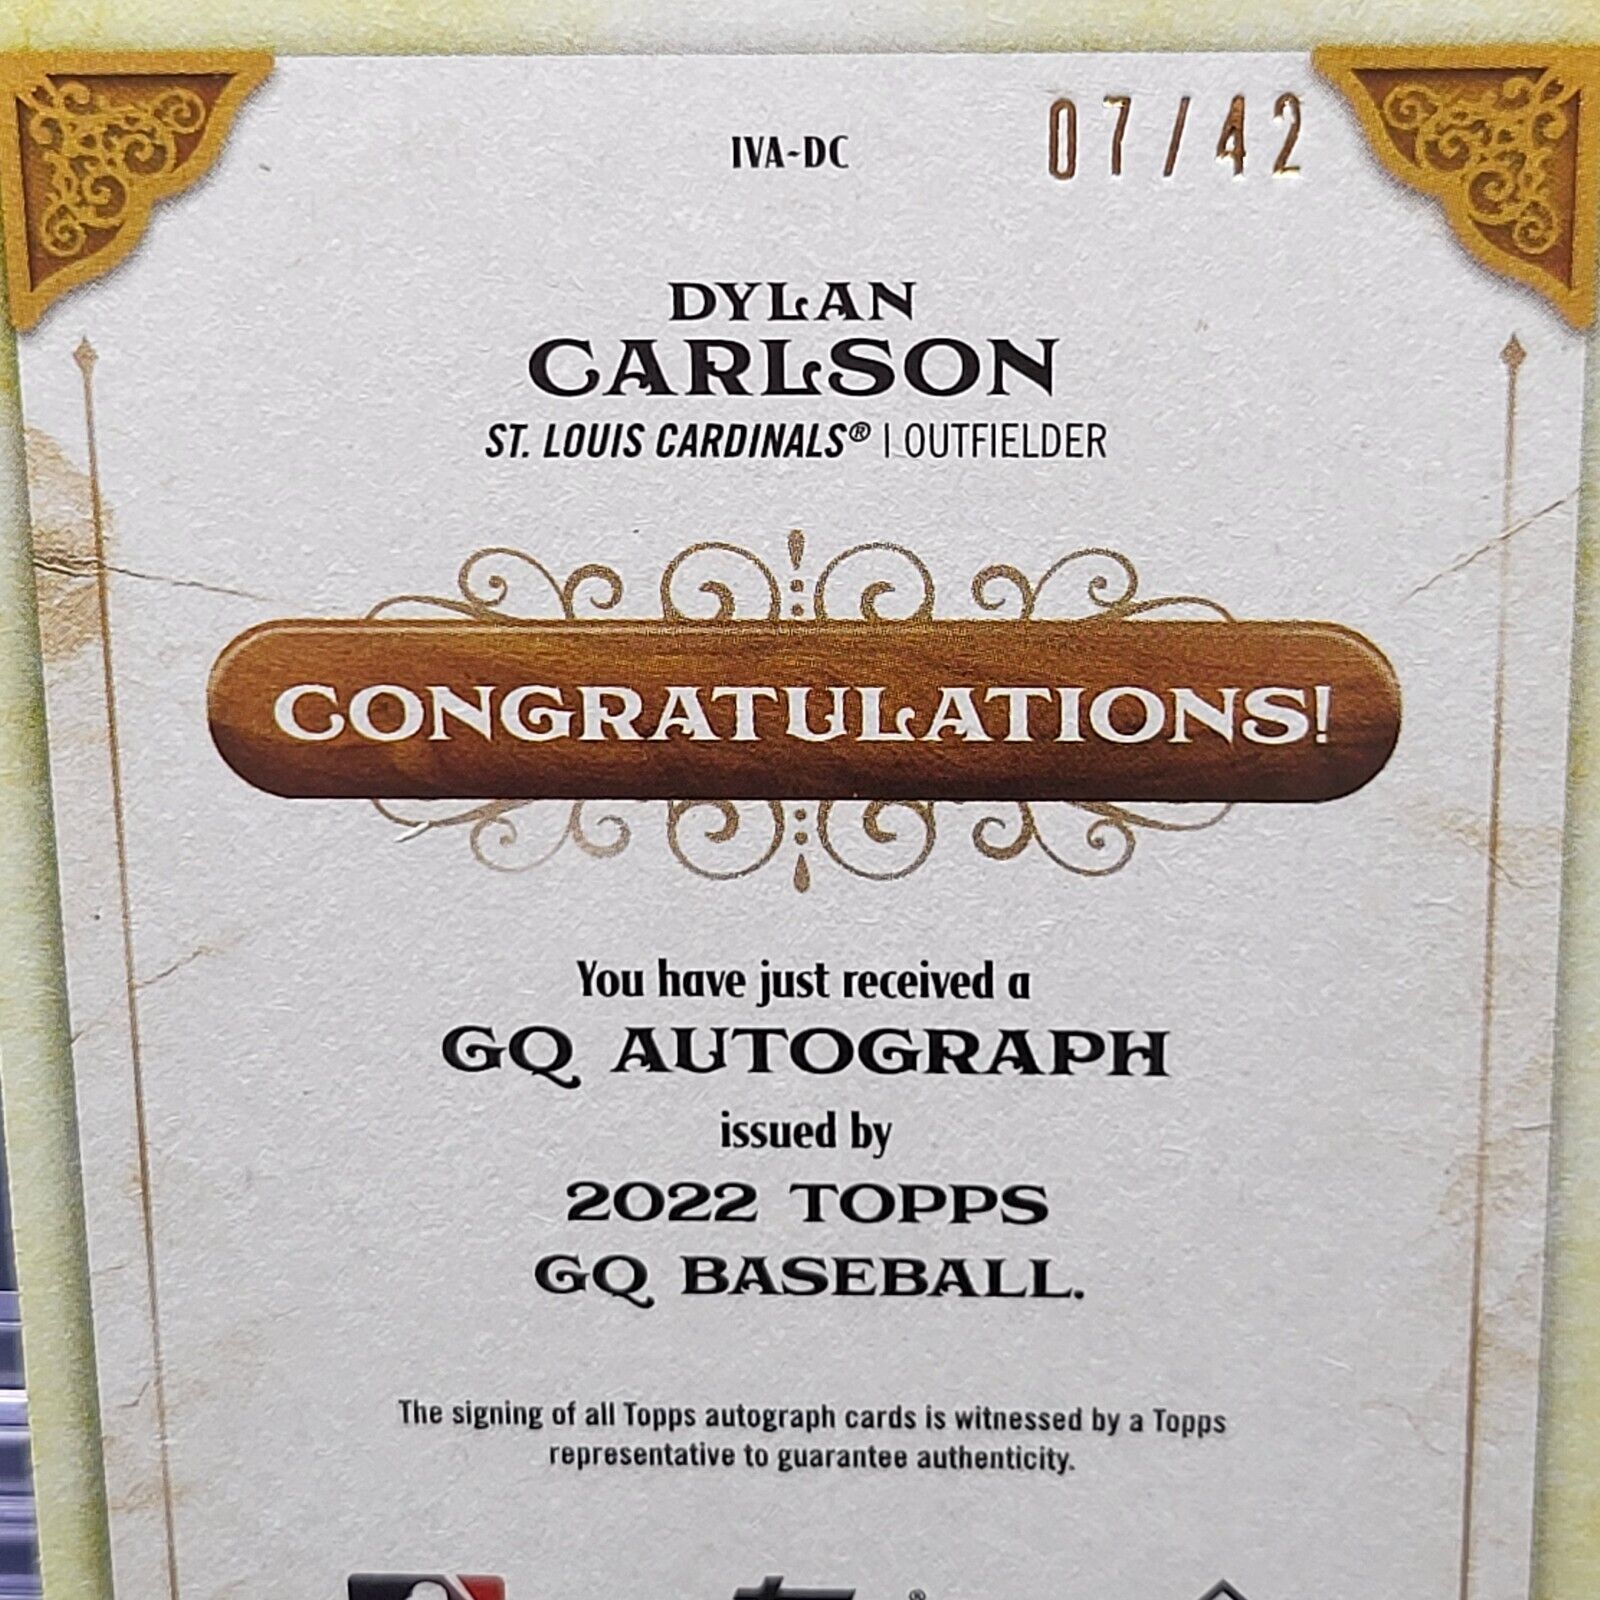 IVA-DC 07/42
DYLAN
CARLSON
ST. LOUIS CARDINALS® | OUTFIELDER
CONGRATULATIONS!
You have just received a
GQ AUTOGRAPH
issued by
2022 TOPPS
GQ BASEBALL.
The signing of all Topps autograph cards is witnessed by a Topps
representative to guarantee authenticity.
®